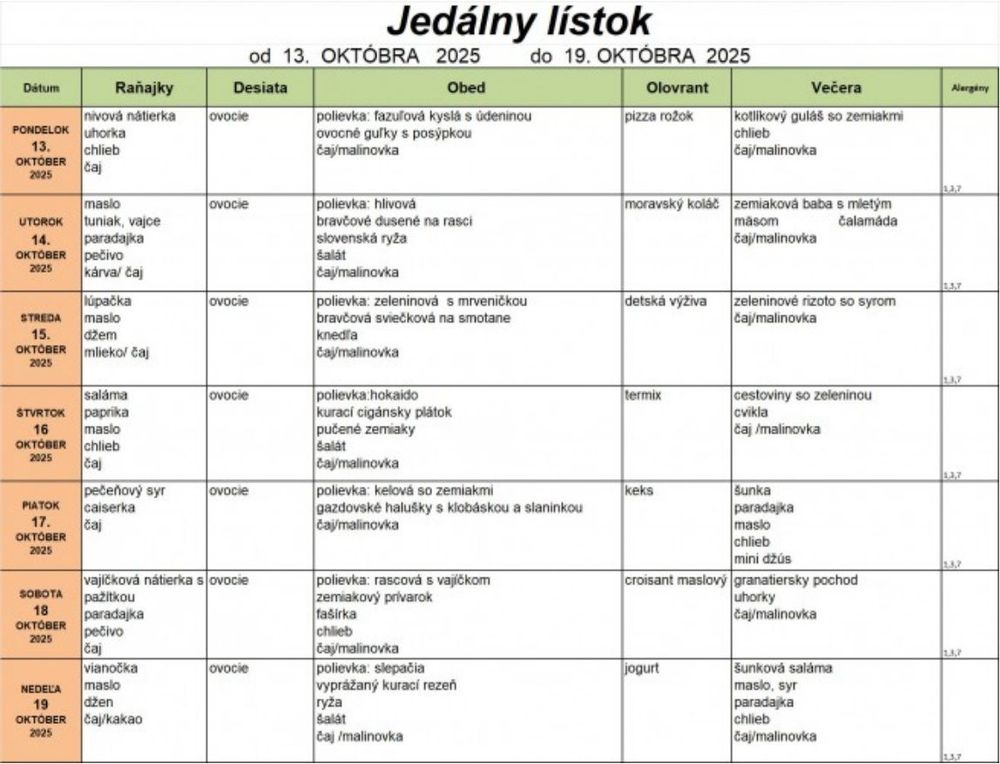 Jedálny lístok
od 13. OKTÓBRA 2025 do 19. OKTÓBRA 2025
Dátum Raňajky Desiata Obed Olovrant Večera Alergény
PONDELOK
13.
OKTÓBER
2025
nivová nátierka
uhorka
chlieb
čaj
ovocie
polievka: fazuľová kyslá s údeninou
ovocné guľky s posýpkou
čaj/malinovka
pizza rožok
kotlíkový guláš so zemiakmi
chlieb
čaj/malinovka
1,3,7
UTOROK
14.
OKTÓBER
2025
maslo
tuniak, vajce
paradajka
pečivo
kárva/ čaj
ovocie
polievka: hlivová
bravčové dusené na rasci
slovenská ryža
šalát
čaj/malinovka
moravský koláč
zemiaková baba s mletým
mäsom čalamáda
čaj/malinovka
1,3,7
STREDA
15.
OKTÓBER
2025
lúpačka
maslo
džem
mlieko/ čaj
ovocie
polievka: zeleninová s mrveničkou
bravčová sviečková na smotane
knedľa
čaj/malinovka
detská výživa
zeleninové rizoto so syrom
čaj/malinovka
1,3,7
ŠTVRTOK
16
OKTÓBER
2025
saláma
paprika
maslo
chlieb
čaj
ovocie
polievka:hokaido
kurací cigánsky plátok
pučené zemiaky
šalát
čaj/malinovka
termix
cestoviny so zeleninou
cvikla
čaj /malinovka
1,3,7
PIATOK
17.
OKTÓBER
2025
pečeňový syr
caiserka
čaj
ovocie
polievka: kelová so zemiakmi
gazdovské halušky s klobáskou a slaninkou
čaj/malinovka
keks
šunka
paradajka
maslo
chlieb
mini džús
1,3,7
SOBOTA
18
OKTÓBER
2025
vajíčková nátierka s
pažítkou
paradajka
pečivo
čaj
ovocie
polievka: rascová s vajíčkom
zemiakový prívarok
fašírka
chlieb
čaj/malinovka
croisant maslový
granatiersky pochod
uhorky
čaj/malinovka
1,3,7
NEDEĽA
19
OKTÓBER
2025
vianočka
maslo
džen
čaj/kakao
ovocie
polievka: slepačia
vyprážaný kurací rezeň
ryža
šalát
čaj /malinovka
jogurt
šunková saláma
maslo, syr
paradajka
chlieb
čaj/malinovka
1,3,7